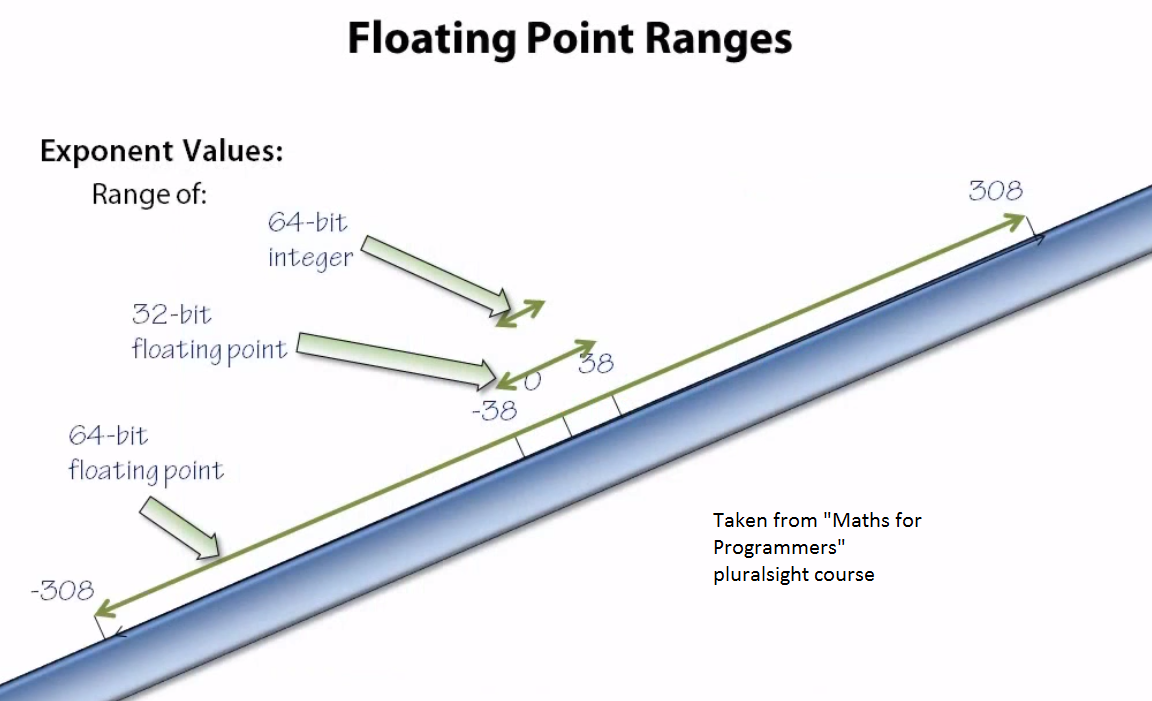 Floating Point Ranges
Exponent Values:
Range of:
308
64-bit
integer
32-bit
floating point
38
0
-38
64-bit
floating point
-308
Taken from "Maths for
Programmers"
pluralsight course